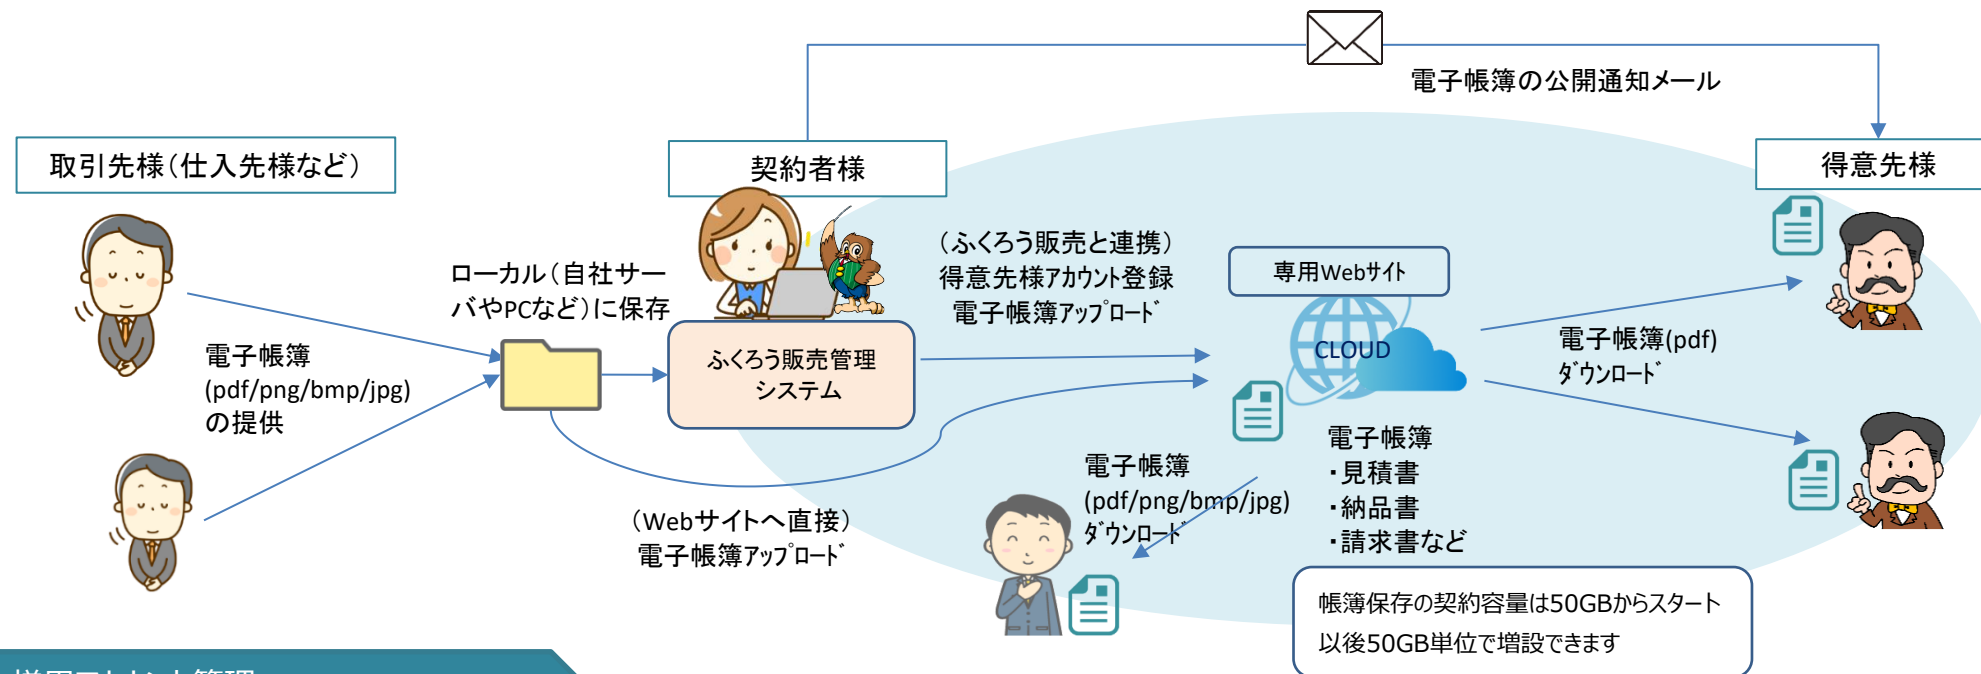 電子帳簿の公開通知メール
取引先様（仕入先様など）
契約者様
得意先様
ローカル（自社サー
バやPCなど）に保存
（ふくろう販売と連携）
得意先様アカウント登録
電子帳簿ｱｯﾌﾟﾛｰﾄﾞ
専用Webｻｲﾄ
CLOUD
電子帳簿
(pdf/png/bmp/jpg)
の提供
ふくろう販売管理
システム
電子帳簿(pdf)
ﾀﾞｳﾝﾛｰﾄﾞ
（Webサイトへ直接）
電子帳簿ｱｯﾌﾟﾛｰﾄﾞ
電子帳簿
(pdf/png/bmp/jpg)
ﾀﾞｳﾝﾛｰﾄﾞ
電子帳簿
・見積書
・納品書
・請求書など
帳簿保存の契約容量は50GBからスタート
以後50GB単位で増設できます